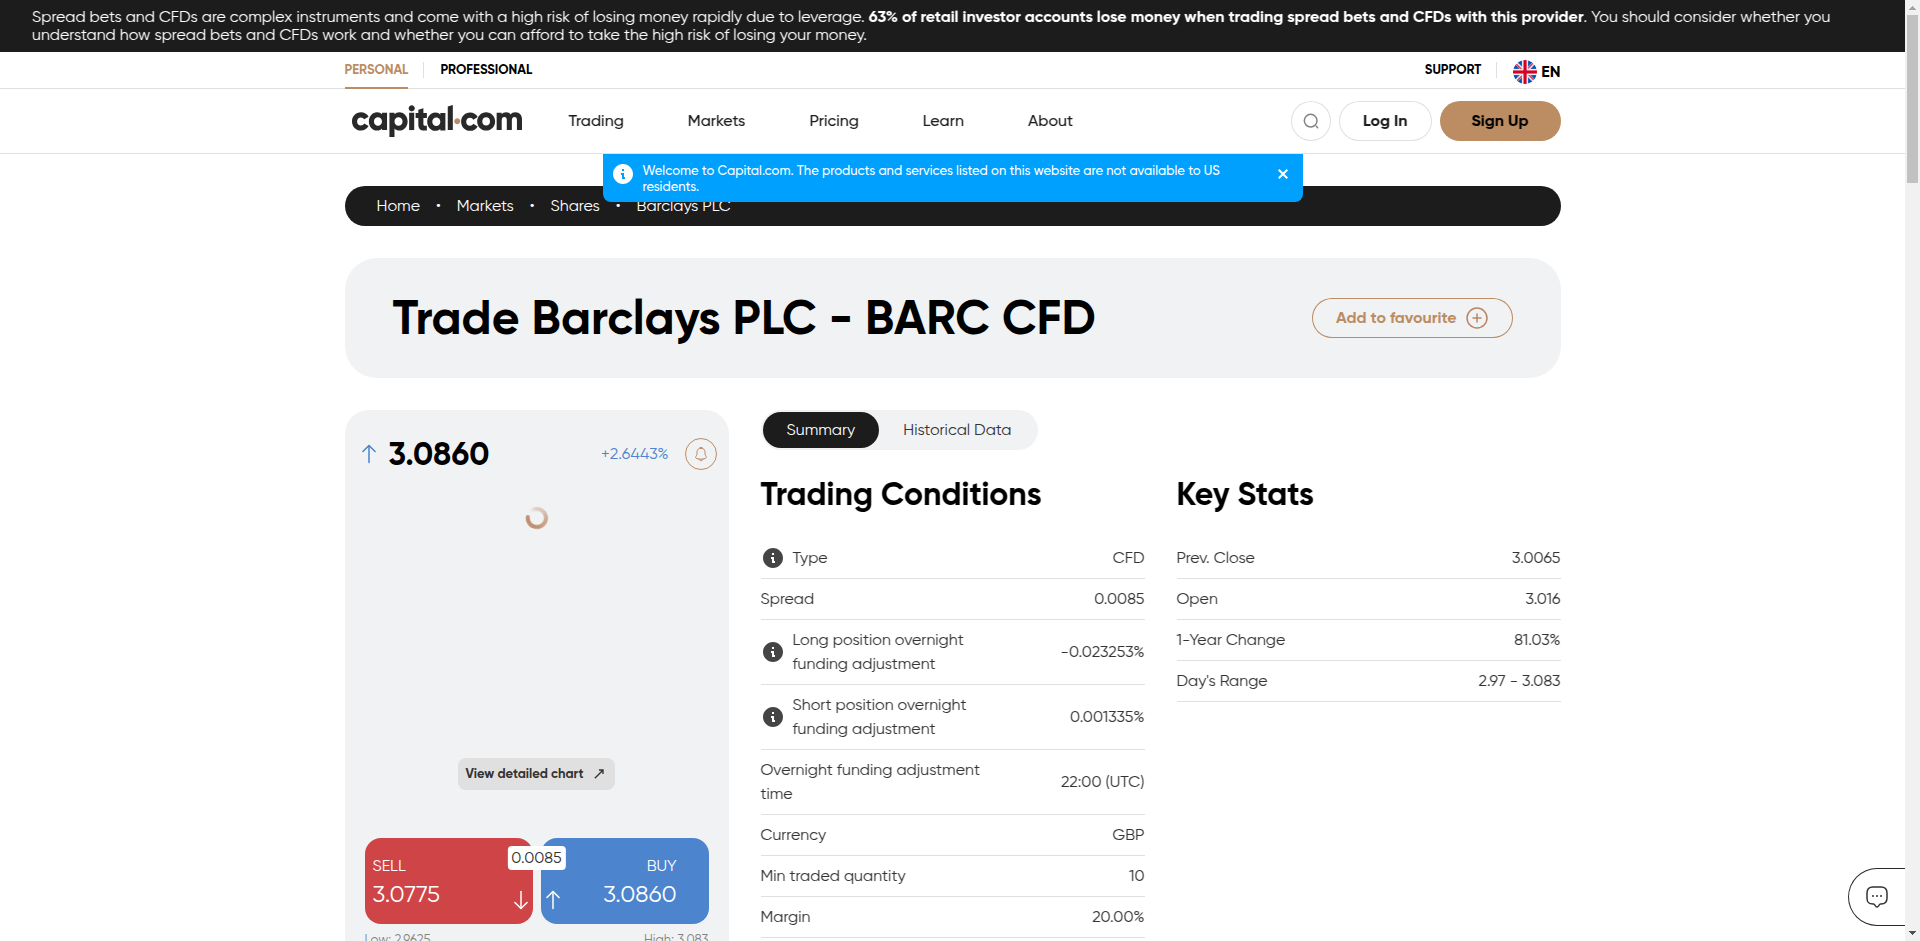 Spread bets and CFDs are complex instruments and come with a high risk of losing money rapidly due to leverage. 63% of retail investor accounts lose money when trading spread bets and CFDs with this provider. You should consider whether you
understand how spread bets and CFDs work and whether you can afford to take the high risk of losing your money.
PERSONAL PROFESSIONAL SUPPORT EN
capital.com Trading Markets Pricing Learn About Log In Sign Up
Welcome to Capital.com. The products and services listed on this website are not available to US
residents.
Home • Markets • Shares • Barclays PLC
Trade Barclays PLC - BARC CFD
Add to favourite
3.0860 +2.6443%
View detailed chart
SELL 0.0085 BUY
3.0775 3.0860
Low: 2.9625 High: 3.083
Summary Historical Data
Trading Conditions
Type CFD
Spread 0.0085
Long position overnight
funding adjustment -0.023253%
Short position overnight
funding adjustment 0.001335%
Overnight funding adjustment
time 22:00 (UTC)
Currency GBP
Min traded quantity 10
Margin 20.00%
Key Stats
Prev. Close 3.0065
Open 3.016
1-Year Change 81.03%
Day's Range 2.97 - 3.083